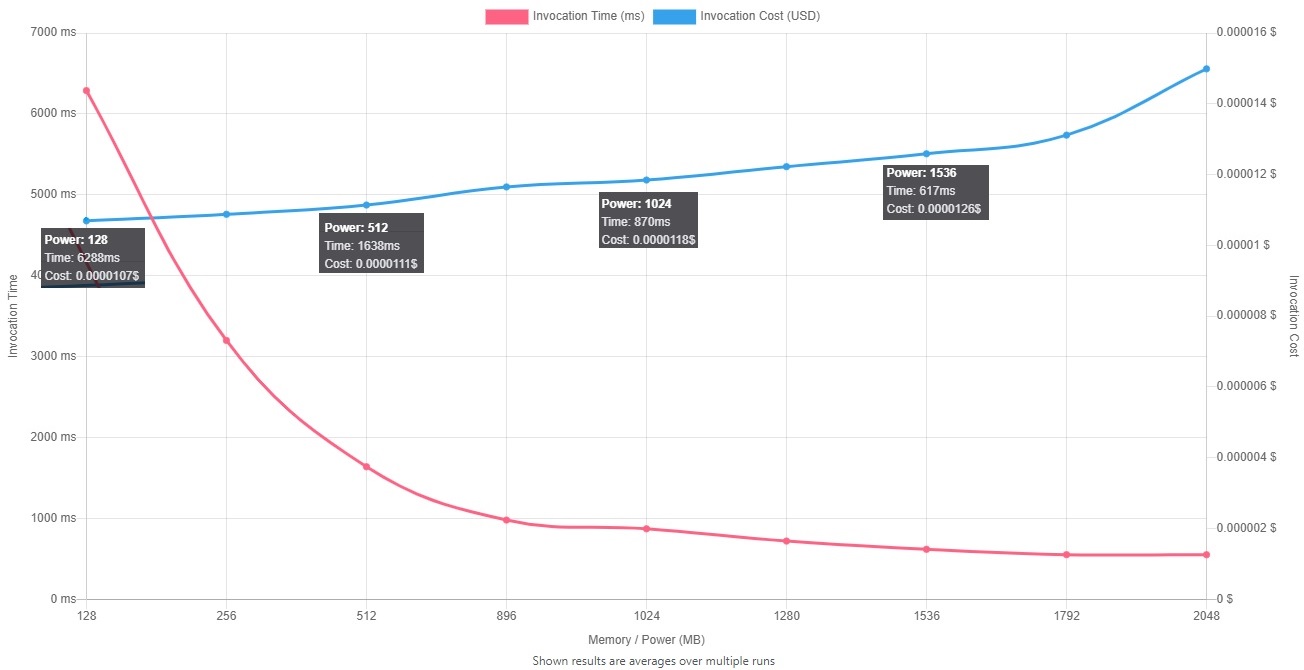 Invocation Time (ms) Invocation Cost (USD)
7000 ms
6000 ms
5000 ms
40
3000 ms
2000 ms
1000 ms
0 ms
Invocation Time
0.000016 $
0.000014 $
0.000012 $
0.00001 $
0.000008 $
0.000006 $
0.000004 $
0.000002 $
0 $
Invocation Cost
Power: 128
Time: 6288ms
Cost: 0.0000107$
Power: 512
Time: 1638ms
Cost: 0.0000111$
Power: 1024
Time: 870ms
Cost: 0.0000118$
Power: 1536
Time: 617ms
Cost: 0.0000126$
128 256 512 896 1024 1280 1536 1792 2048
Memory / Power (MB)
Shown results are averages over multiple runs